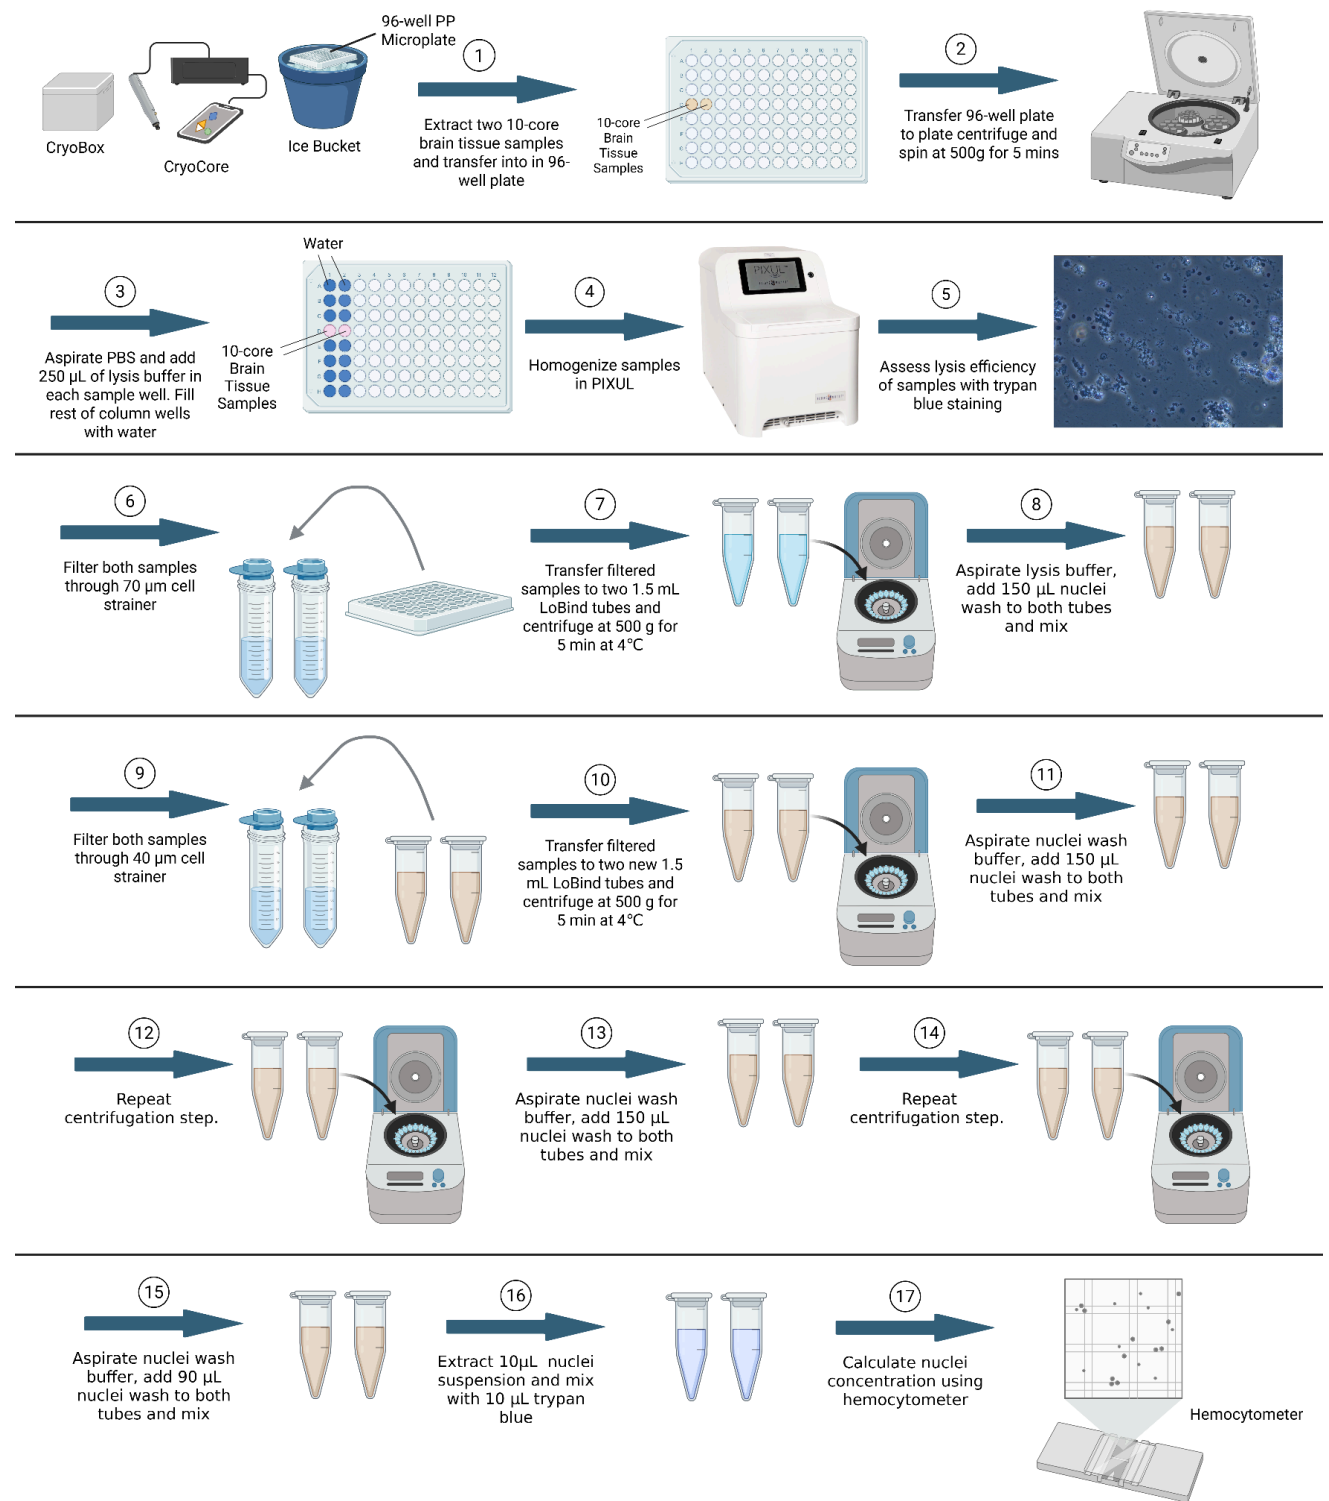 96-well PP
Microplate
CryoBox
CryoCore
Ice Bucket
1
Extract two 10-core
brain tissue samples
and transfer into in 96-
well plate
10-core
Brain
Tissue
Samples
2
Transfer 96-well plate
to plate centrifuge and
spin at 500g for 5 mins
3
Aspirate PBS and add
250 µL of lysis buffer in
each sample well. Fill
rest of column wells
with water
Water
10-core
Brain
Tissue
Samples
4
Homogenize samples
in PIXUL
PIXUL
5
Assess lysis efficiency
of samples with trypan
blue staining
6
Filter both samples
through 70 µm cell
strainer
7
Transfer filtered
samples to two 1.5 mL
LoBind tubes and
centrifuge at 500 g for
5 min at 4°C
8
Aspirate lysis buffer,
add 150 µL nuclei
wash to both tubes
and mix
9
Filter both samples
through 40 µm cell
strainer
10
Transfer filtered
samples to two new 1.5
mL LoBind tubes and
centrifuge at 500 g for
5 min at 4°C
11
Aspirate nuclei wash
buffer, add 150 µL
nuclei wash to both
tubes and mix
12
Repeat
centrifugation step.
13
Aspirate nuclei wash
buffer, add 150 µL
nuclei wash to both
tubes and mix
14
Repeat
centrifugation step.
15
Aspirate nuclei wash
buffer, add 90 µL
nuclei wash to both
tubes and mix
16
Extract 10µL nuclei
suspension and mix
with 10 µL trypan
blue
17
Calculate nuclei
concentration using
hemocytometer
Hemocytometer